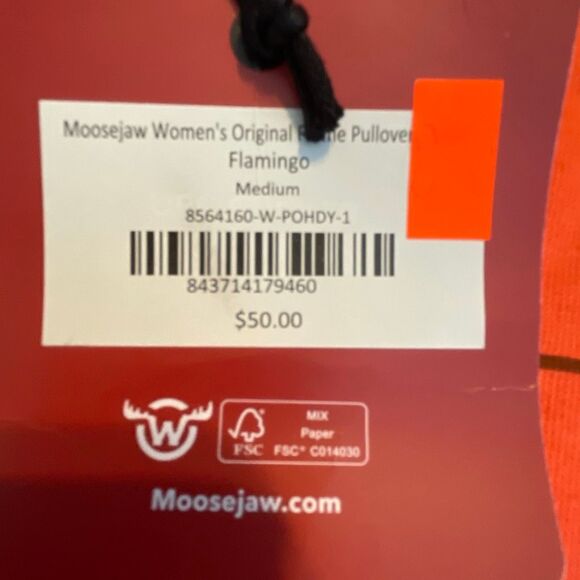 Moosejaw Women's Original Pullover
Flamingo
Medium
8564160-W-POHDY-1
843714179460
$50.00
W
MIX
Paper
FSC FSC® C014030
Moosejaw.com